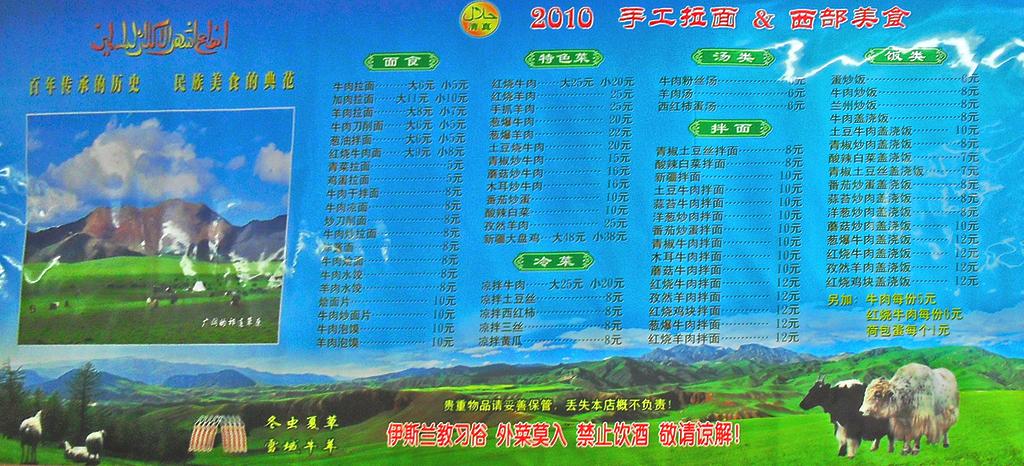 حلال
清真
2010 手工拉面 & 西部美食
百年传承的历史 民族美食的典范
面食
牛肉拉面 大6元 小5元
加肉拉面 大11元 小10元
羊肉拉面 大8元 小7元
牛肉刀削面 大6元 小5元
葱油拌面 大6元 小5元
红烧牛肉面 大9元 小8元
青菜拉面 5元
鸡蛋拉面 5元
牛肉干拌面 8元
牛肉凉面 8元
炒刀削面 8元
牛肉炒拉面 8元
8元
牛肉烩面 8元
牛肉水饺 8元
羊肉水饺 8元
烩面片 10元
牛肉炒面片 10元
牛肉泡馍 10元
羊肉泡馍 10元
特色菜
红烧牛肉 大25元 小20元
红烧羊肉 25元
手抓羊肉 25元
葱爆牛肉 20元
葱爆羊肉 22元
土豆烧牛肉 20元
青椒炒牛肉 15元
蘑菇炒牛肉 16元
木耳炒牛肉 16元
番茄炒蛋 10元
酸辣白菜 10元
孜然羊肉 25元
新疆大盘鸡 大48元 小38元
冷菜
凉拌牛肉 大25元 小20元
凉拌土豆丝 8元
凉拌西红柿 8元
凉拌三丝 8元
凉拌黄瓜 8元
汤类
牛肉粉丝汤 6元
羊肉汤 6元
西红柿蛋汤 6元
拌面
青椒土豆丝拌面 8元
酸辣白菜拌面 8元
新疆拌面 10元
土豆牛肉拌面 10元
蒜苔牛肉拌面 10元
洋葱炒肉拌面 10元
番茄炒蛋拌面 10元
青椒牛肉拌面 10元
木耳牛肉拌面 10元
蘑菇牛肉拌面 10元
红烧牛肉拌面 12元
孜然羊肉拌面 12元
红烧鸡块拌面 12元
葱爆牛肉拌面 12元
红烧羊肉拌面 12元
饭类
蛋炒饭 6元
牛肉炒饭 8元
兰州炒饭 8元
牛肉盖浇饭 8元
土豆牛肉盖浇饭 10元
青椒炒肉盖浇饭 8元
酸辣白菜盖浇饭 7元
青椒土豆丝盖浇饭 7元
番茄炒蛋盖浇饭 8元
蒜苔炒肉盖浇饭 8元
洋葱炒肉盖浇饭 8元
蘑菇炒肉盖浇饭 10元
葱爆牛肉盖浇饭 12元
红烧牛肉盖浇饭 12元
孜然羊肉盖浇饭 12元
红烧鸡块盖浇饭 12元
另加：牛肉每份5元
红烧牛肉每份6元
荷包蛋每个1元
冬虫夏草
雪域牛羊
贵重物品请妥善保管，丢失本店概不负责！
伊斯兰教习俗 外菜莫入 禁止饮酒 敬请谅解！